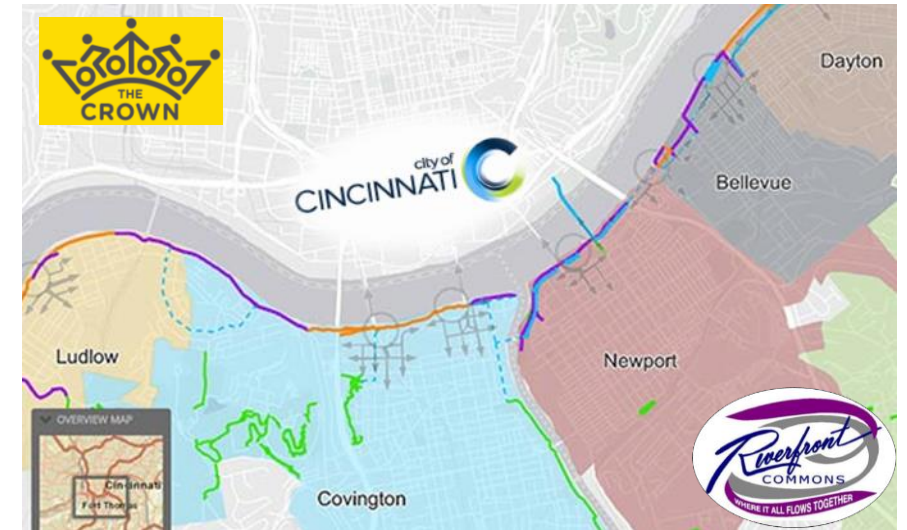 THE
CROWN
city of
CINCINNATI
Dayton
Bellevue
Ludlow
Newport
Covington
OVERVIEW MAP
Cincinnati
Fort Thomas
Riverfront
COMMONS
WHERE IT ALL FLOWS TOGETHER